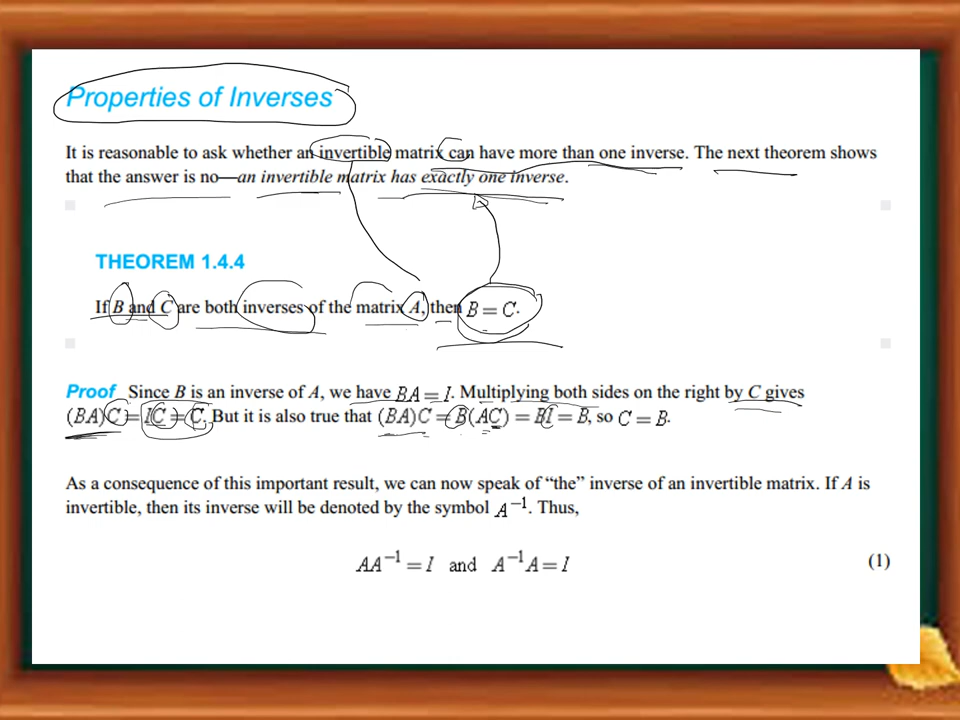 Properties of Inverses
It is reasonable to ask whether an invertible matrix can have more than one inverse. The next theorem shows
that the answer is no—an invertible matrix has exactly one inverse.
THEOREM 1.4.4
If B and C are both inverses of the matrix A, then B = C.
Proof Since B is an inverse of A, we have BA = I. Multiplying both sides on the right by C gives
(BA)C = IC = C. But it is also true that (BA)C = B(AC) = BI = B, so C = B.
As a consequence of this important result, we can now speak of “the” inverse of an invertible matrix. If A is
invertible, then its inverse will be denoted by the symbol A⁻¹. Thus,
AA⁻¹ = I and A⁻¹A = I (1)